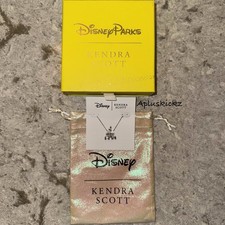 Disney PARKS
KENDRA
SCOTT
Apluskickz
Disney
KENDRA
SCOTT
Disney
KENDRA
SCOTT